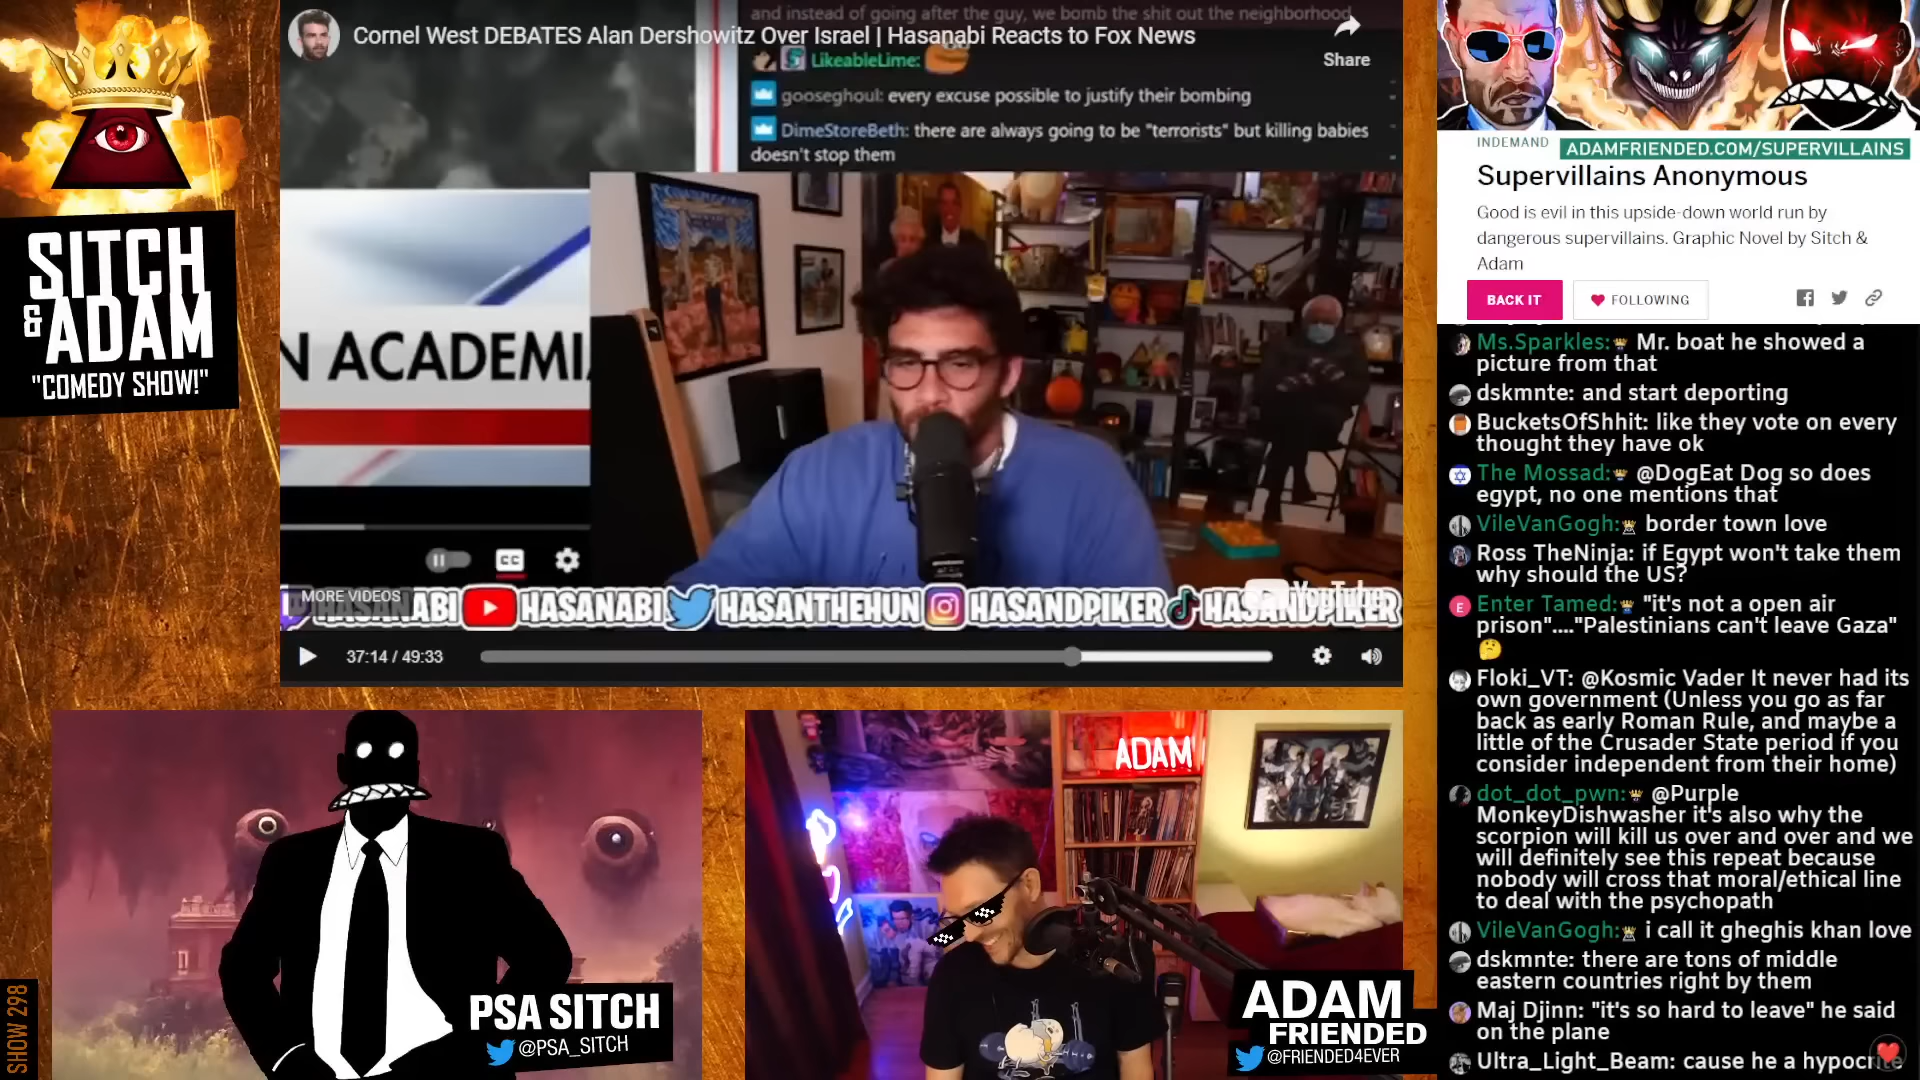 and instead of going after the guy, we bomb the shit out the neighborhood
Cornel West DEBATES Alan Dershowitz Over Israel | Hasanabi Reacts to Fox News
Share
LikeableLime:
gooseghoul: every excuse possible to justify their bombing
DimeStoreBeth: there are always going to be "terrorists" but killing babies
doesn't stop them
N ACADEMI
CC
MORE VIDEOS
HASANABI
HASANABI
HASANTHEHUN
HASANDPIKER
HASANDPIKER
YouTube
37:14 / 49:33
SITCH
& ADAM
"COMEDY SHOW!"
SHOW 298
PSA SITCH
@PSA_SITCH
ADAM
ADAM
FRIENDED
@FRIENDED4EVER
INDEMAND
ADAMFRIENDED.COM/SUPERVILLAINS
Supervillains Anonymous
Good is evil in this upside-down world run by
dangerous supervillains. Graphic Novel by Sitch &
Adam
BACK IT
FOLLOWING
Ms.Sparkles: Mr. boat he showed a
picture from that
dskmnte: and start deporting
BucketsOfShhit: like they vote on every
thought they have ok
The Mossad: @DogEat Dog so does
egypt, no one mentions that
VileVanGogh: border town love
Ross TheNinja: if Egypt won't take them
why should the US?
E
Enter Tamed: "it's not a open air
prison"...."Palestinians can't leave Gaza"
Floki_VT: @Kosmic Vader It never had its
own government (Unless you go as far
back as early Roman Rule, and maybe a
little of the Crusader State period if you
consider independent from their home)
dot_dot_pwn: @Purple
MonkeyDishwasher it's also why the
scorpion will kill us over and over and we
will definitely see this repeat because
nobody will cross that moral/ethical line
to deal with the psychopath
VileVanGogh: i call it gheghis khan love
dskmnte: there are tons of middle
eastern countries right by them
Maj Djinn: "it's so hard to leave" he said
on the plane
Ultra_Light_Beam: cause he a hypocrite